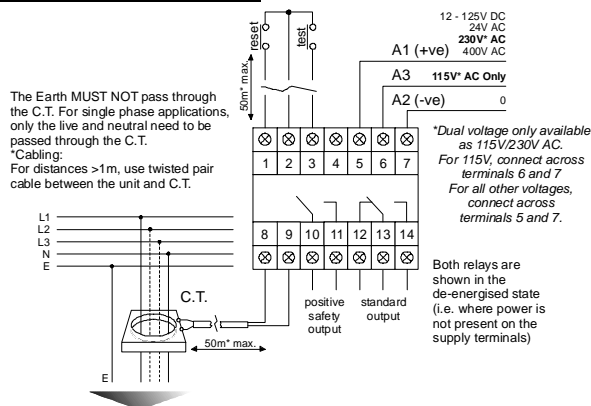 12 - 125V DC
24V AC
230V* AC
400V AC
A1 (+ve)
A3 115V* AC Only
A2 (-ve) 0
reset
test
50m* max.
The Earth MUST NOT pass through
the C.T. For single phase applications,
only the live and neutral need to be
passed through the C.T.
*Cabling:
For distances >1m, use twisted pair
cable between the unit and C.T.
*Dual voltage only available
as 115V/230V AC.
For 115V, connect across
terminals 6 and 7
For all other voltages,
connect across
terminals 5 and 7.
1 2 3 4 5 6 7
8 9 10 11 12 13 14
L1
L2
L3
N
E
C.T.
50m* max.
E
positive
safety
output
standard
output
Both relays are
shown in the
de-energised state
(i.e. where power is
not present on the
supply terminals)